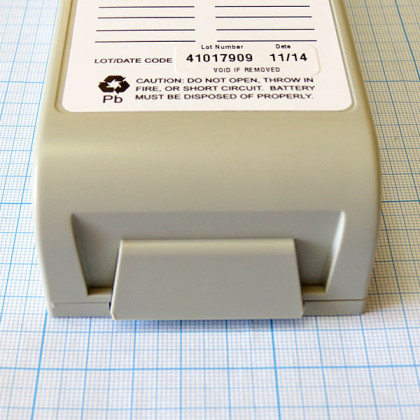 Lot Number Date
LOT/DATE CODE 41017909 11/14
VOID IF REMOVED
CAUTION: DO NOT OPEN, THROW IN
FIRE, OR SHORT CIRCUIT. BATTERY
MUST BE DISPOSED OF PROPERLY.
Pb